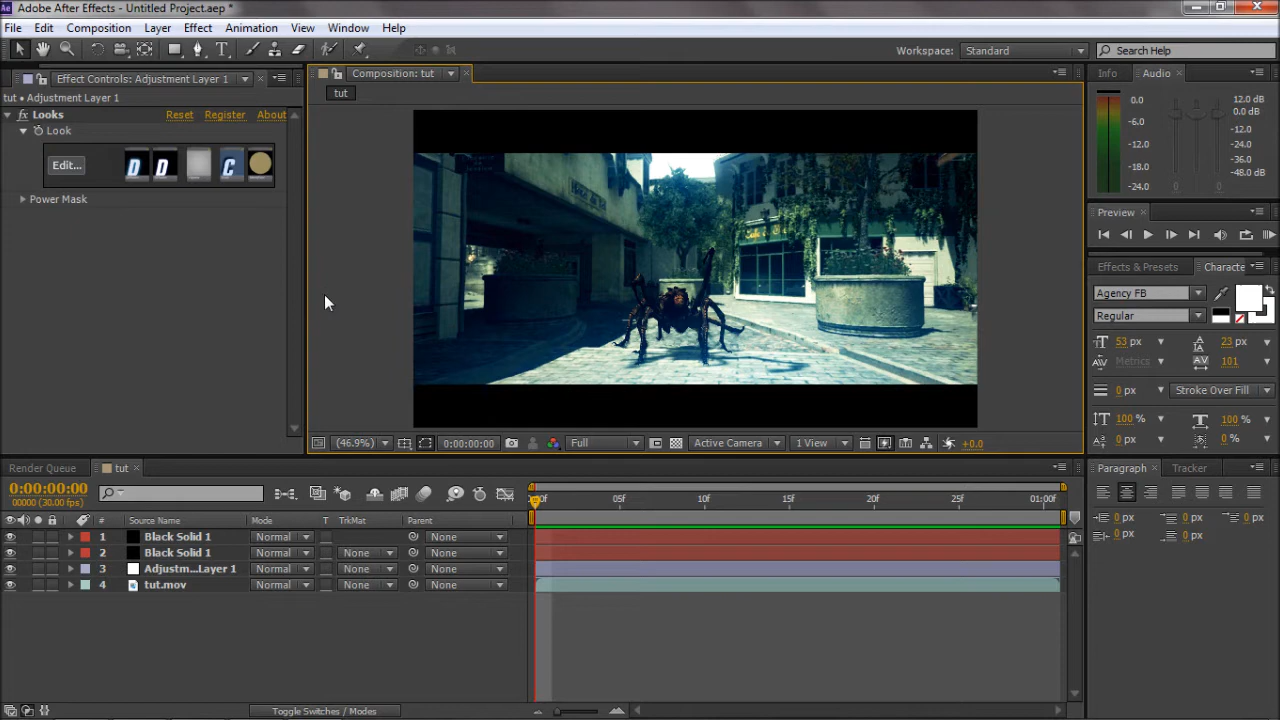 Ae Adobe After Effects - Untitled Project.aep *
File Edit Composition Layer Effect Animation View Window Help
Workspace: Standard Search Help
Effect Controls: Adjustment Layer 1
Composition: tut
Info Audio
tut • Adjustment Layer 1
tut
fx Looks Reset Register About
Look
Edit... D D C
Power Mask
0.0 12.0 dB
0.0 dB
-6.0 -12.0
-12.0 -24.0
-18.0 -36.0
-24.0 -48.0 dB
0 0
Preview
Effects & Presets Characte
Agency FB
Regular
53 px 23 px
Metrics 101
0 px Stroke Over Fill
100 % 100 %
0 px 0 %
(46.9%) 0:00:00:00 Full Active Camera 1 View +0.0
Render Queue tut
Paragraph Tracker
0:00:00:00
00000 (30.00 fps)
:00f 05f 10f 15f 20f 25f 01:00f
# Source Name Mode T TrkMat Parent
1 Black Solid 1 Normal None
2 Black Solid 1 Normal None None
3 Adjustm...Layer 1 Normal None None
4 tut.mov Normal None None
0 px 0 px 0 px
0 px 0 px
Toggle Switches / Modes